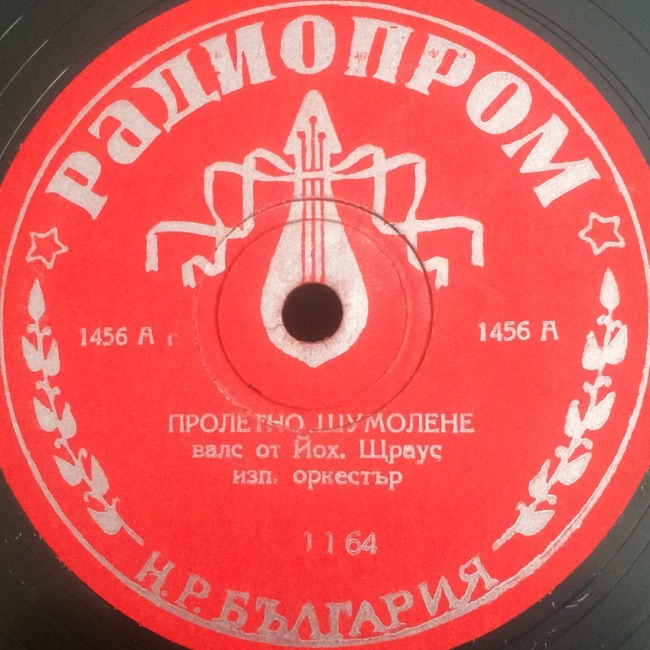 РАДИОПРОМ
1456 А г
1456 А
ПРОЛЕТНО ШУМОЛЕНЕ
валс от Йох. Щраус
изп. оркестър
1164
Н.Р. БЪЛГАРИЯ